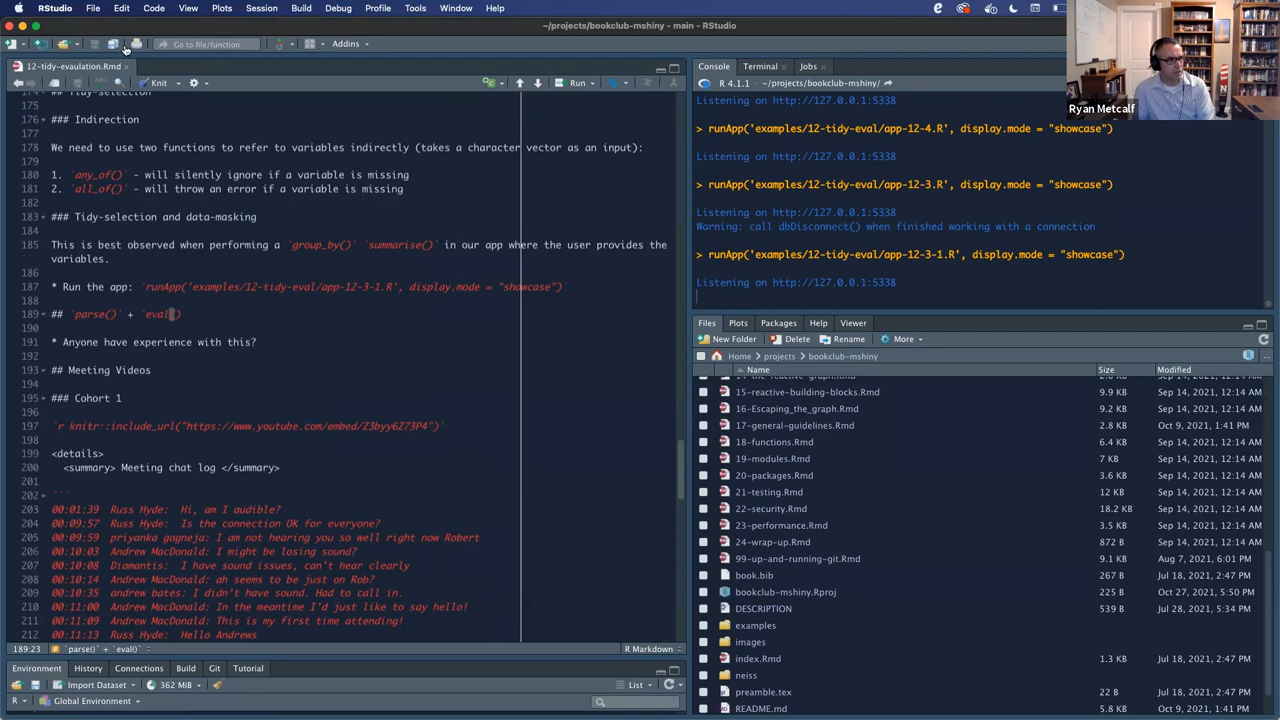 RStudio File Edit Code View Plots Session Build Debug Profile Tools Window Help
~/projects/bookclub-mshiny - main - RStudio
Go to file/function Addins
Ryan Metcalf
12-tidy-evaulation.Rmd
Knit Run
174 ## Tidy-selection
175
176 ### Indirection
177
178 We need to use two functions to refer to variables indirectly (takes a character vector as an input):
179
180 1. `any_of()` - will silently ignore if a variable is missing
181 2. `all_of()` - will throw an error if a variable is missing
182
183 ### Tidy-selection and data-masking
184
185 This is best observed when performing a `group_by()` `summarise()` in our app where the user provides the
variables.
186
187 * Run the app: `runApp('examples/12-tidy-eval/app-12-3-1.R', display.mode = "showcase")`
188
189 ## `parse()` + `eval()
190
191 * Anyone have experience with this?
192
193 ## Meeting Videos
194
195 ### Cohort 1
196
197 `r knitr::include_url("https://www.youtube.com/embed/Z3byy6Z73P4")`
198
199 <details>
200 <summary> Meeting chat log </summary>
201
202 ```
203 00:01:39 Russ Hyde: Hi, am I audible?
204 00:09:57 Russ Hyde: Is the connection OK for everyone?
205 00:09:59 priyanka gagneja: I am not hearing you so well right now Robert
206 00:10:03 Andrew MacDonald: I might be losing sound?
207 00:10:08 Diamantis: I have sound issues, can't hear clearly
208 00:10:14 Andrew MacDonald: ah seems to be just on Rob?
209 00:10:35 andrew bates: I didn't have sound. Had to call in.
210 00:11:00 Andrew MacDonald: In the meantime I'd just like to say hello!
211 00:11:09 Andrew MacDonald: This is my first time attending!
212 00:11:13 Russ Hyde: Hello Andrews
189:23 `parse()` + `eval()` R Markdown
Environment History Connections Build Git Tutorial
Import Dataset 362 MiB List
R Global Environment
Console Terminal Jobs
R 4.1.1 · ~/projects/bookclub-mshiny/
Listening on http://127.0.0.1:5338
> runApp('examples/12-tidy-eval/app-12-4.R', display.mode = "showcase")
Listening on http://127.0.0.1:5338
> runApp('examples/12-tidy-eval/app-12-3.R', display.mode = "showcase")
Listening on http://127.0.0.1:5338
Warning: call dbDisconnect() when finished working with a connection
> runApp('examples/12-tidy-eval/app-12-3-1.R', display.mode = "showcase")
Listening on http://127.0.0.1:5338
Files Plots Packages Help Viewer
New Folder Delete Rename More
Home projects bookclub-mshiny
Name Size Modified
14-the-reactive-graph.Rmd 2.6 KB Sep 14, 2021, 12:14 AM
15-reactive-building-blocks.Rmd 9.9 KB Sep 14, 2021, 12:14 AM
16-Escaping_the_graph.Rmd 9.2 KB Sep 14, 2021, 12:14 AM
17-general-guidelines.Rmd 2.8 KB Oct 9, 2021, 1:41 PM
18-functions.Rmd 6.4 KB Sep 14, 2021, 12:14 AM
19-modules.Rmd 7 KB Sep 14, 2021, 12:14 AM
20-packages.Rmd 3.6 KB Sep 14, 2021, 12:14 AM
21-testing.Rmd 12 KB Sep 14, 2021, 12:14 AM
22-security.Rmd 18.2 KB Sep 14, 2021, 12:14 AM
23-performance.Rmd 3.5 KB Sep 14, 2021, 12:14 AM
24-wrap-up.Rmd 872 B Sep 14, 2021, 12:14 AM
99-up-and-running-git.Rmd 9.1 KB Aug 7, 2021, 6:01 PM
book.bib 267 B Jul 18, 2021, 2:47 PM
bookclub-mshiny.Rproj 225 B Oct 27, 2021, 5:50 PM
DESCRIPTION 539 B Jul 28, 2021, 5:34 PM
examples
images
index.Rmd 1.3 KB Jul 18, 2021, 2:47 PM
neiss
preamble.tex 22 B Jul 18, 2021, 2:47 PM
README.md 5.8 KB Oct 9, 2021, 1:41 PM